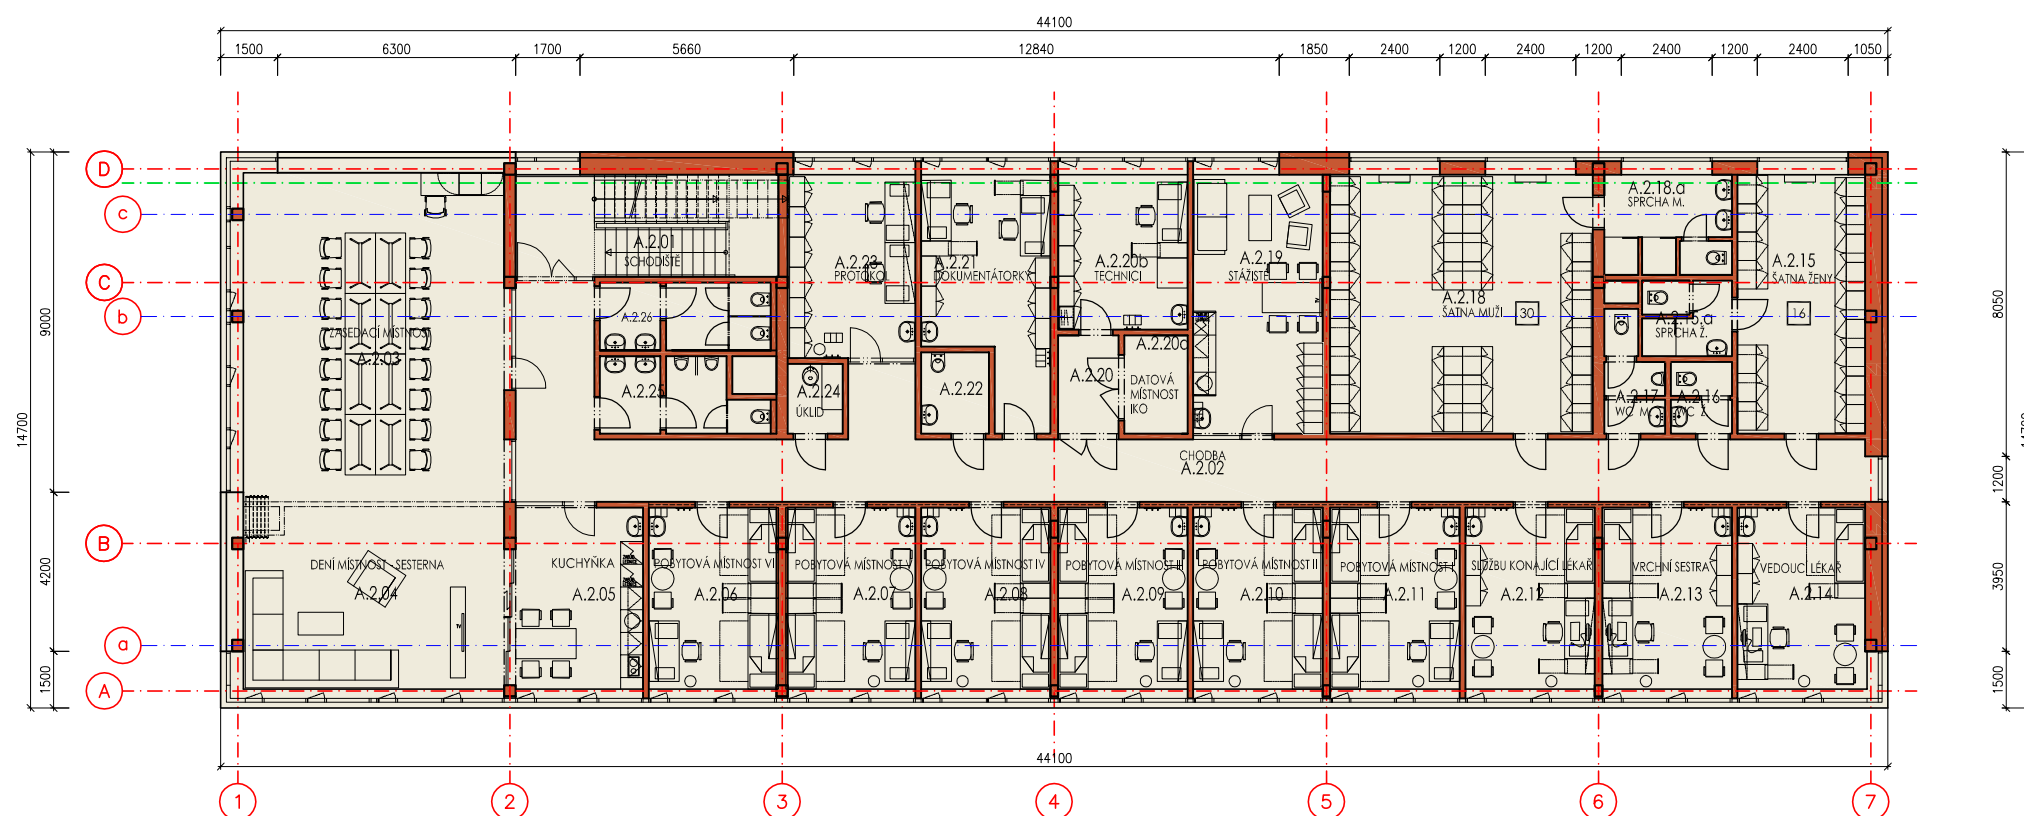 44100
1500 6300 1700 5660 12840 1850 2400 1200 2400 1200 2400 1200 2400 1050
D
c
C
b
B
a
A
14700
9000
4200
1500
8050
1200
3950
1500
A.2.01
SCHODIŠTĚ
ZASEDACÍ MÍSTNOST
A.2.03
A.2.26
A.2.25
A.2.23
PROTOKOL
A.2.24
ÚKLID
A.2.21
DOKUMENTÁTORKY
A.2.22
A.2.20b
TECHNICI
A.2.20
A.2.20a
DATOVÁ
MÍSTNOST
IKO
A.2.19
STÁŽISTÉ
A.2.18
ŠATNA MUŽI
30
A.2.18.a
SPRCHA M.
A.2.15
ŠATNA ŽENY
16
A.2.15.a
SPRCHA Ž.
A.2.17
WC M.
A.2.16
WC Ž.
CHODBA
A.2.02
DENÍ MÍSTNOST - SESTERNA
A.2.04
TV
KUCHYŇKA
A.2.05
POBYTOVÁ MÍSTNOST VI
A.2.06
POBYTOVÁ MÍSTNOST V
A.2.07
POBYTOVÁ MÍSTNOST IV
A.2.08
POBYTOVÁ MÍSTNOST II
A.2.09
POBYTOVÁ MÍSTNOST II
A.2.10
POBYTOVÁ MÍSTNOST I
A.2.11
SLUŽBU KONAJÍCÍ LÉKAŘ
A.2.12
VRCHNÍ SESTRA
A.2.13
VEDOUCÍ LÉKAŘ
A.2.14
44100
1 2 3 4 5 6 7